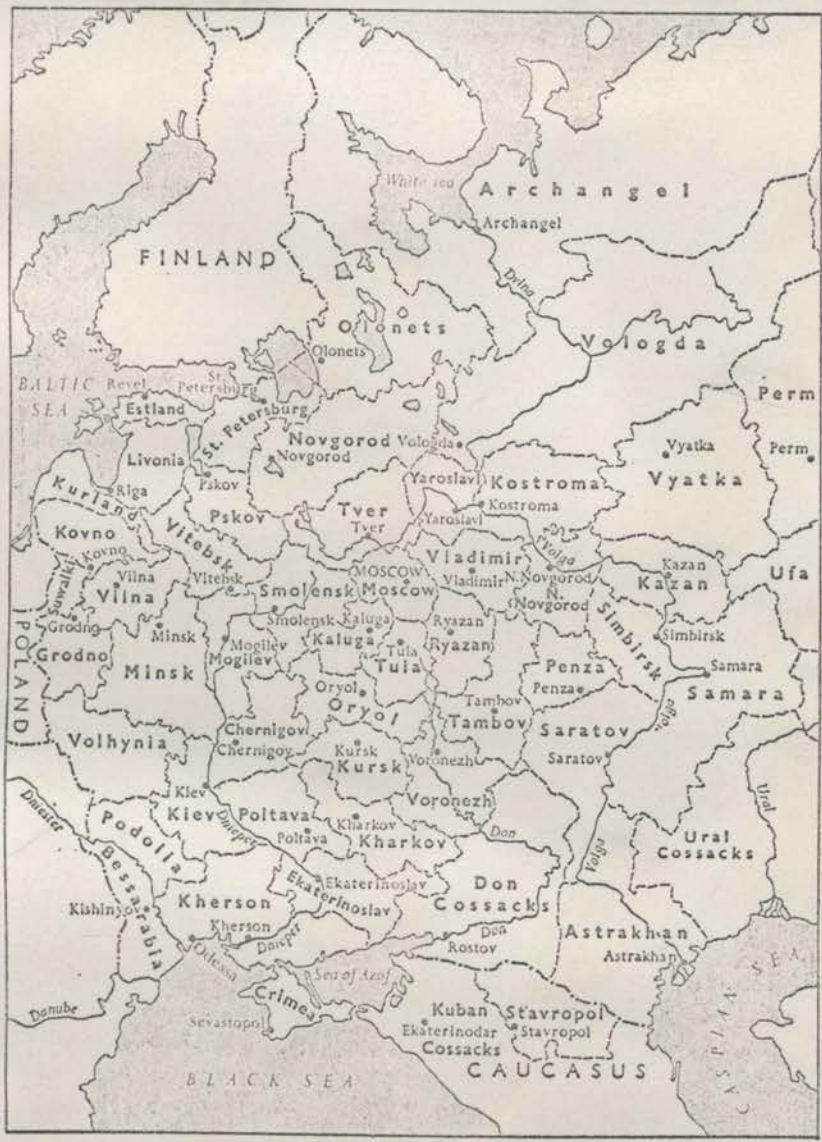 White sea
Archangel
Archangel
FINLAND
Dvina
Olonets
Olonets
Vologda
BALTIC SEA
Revel
St. Petersburg
Estland
St. Petersburg
Perm
Novgorod
Vologda
Vyatka
Livonia
Novgorod
Perm
Pskov
Yaroslavl
Kostroma
Vyatka
Riga
Kurland
Kostroma
Pskov
Tver
Yaroslavl
Tver
Kovno
Vitebsk
Vladimir
Volga
Kovno
MOSCOW
Kazan
Ufa
Suwalki
Vilna
Vitebsk
Smolensk
Moscow
Vladimir
N. Novgorod
Kazan
Vilna
N. Novgorod
Simbirsk
Smolensk
Kaluga
Ryazan
Grodno
Minsk
Mogilev
Kaluga
Tula
Ryazan
Simbirsk
POLAND
Grodno
Mogilev
Tula
Penza
Minsk
Samara
Oryol
Penza
Samara
Oryol
Tambov
Tambov
Chernigov
Saratov
Volga
Volhynia
Chernigov
Kursk
Voronezh
Saratov
Kursk
Kiev
Ural
Dniester
Voronezh
Kiev
Dnieper
Poltava
Kharkov
Don
Podolia
Poltava
Kharkov
Volga
Ural
Cossacks
Bessarabia
Ekaterinoslav
Don
Cossacks
Kherson
Ekaterinoslav
Kishinyov
Kherson
Dnieper
Don
Astrakhan
Odessa
Rostov
Astrakhan
Sea of Azof
CASPIAN SEA
Crimea
Kuban
Stavropol
Danube
Sevastopol
Ekaterinodar
Stavropol
Cossacks
CAUCASUS
BLACK SEA